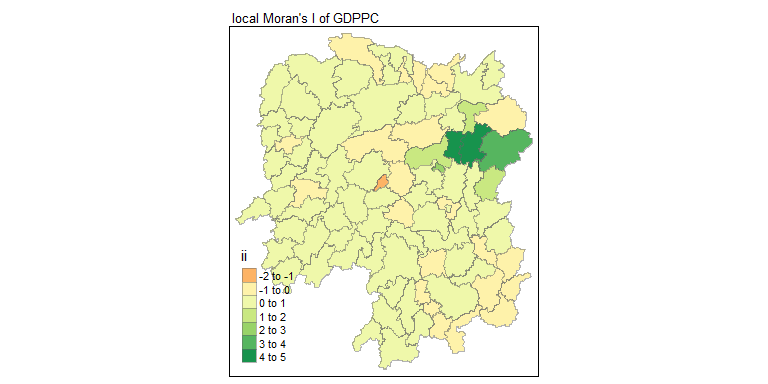 local Moran's I of GDPPC
ii
-2 to -1
-1 to 0
0 to 1
1 to 2
2 to 3
3 to 4
4 to 5